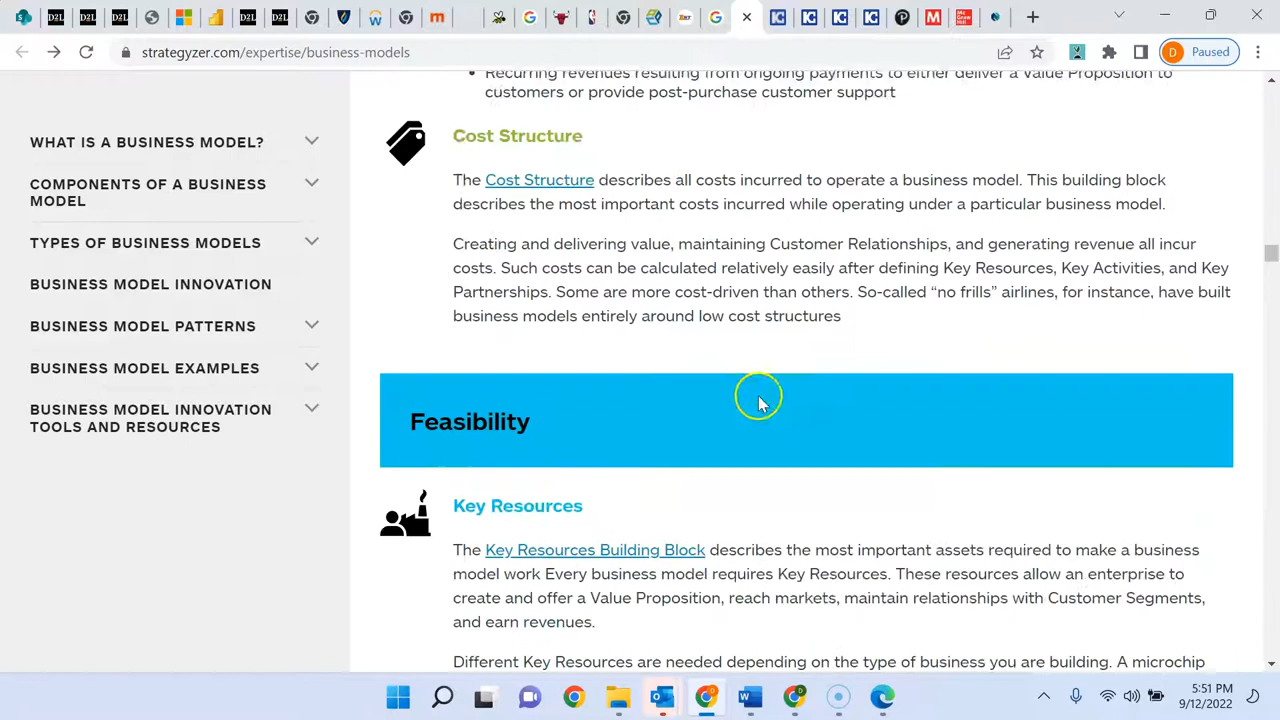 D2L
D2L
D2L
D2L
D2L
strategyzer.com/expertise/business-models
D
Paused
Recurring revenues resulting from ongoing payments to either deliver a Value Proposition to
customers or provide post-purchase customer support
WHAT IS A BUSINESS MODEL?
COMPONENTS OF A BUSINESS
MODEL
TYPES OF BUSINESS MODELS
BUSINESS MODEL INNOVATION
BUSINESS MODEL PATTERNS
BUSINESS MODEL EXAMPLES
BUSINESS MODEL INNOVATION
TOOLS AND RESOURCES
Cost Structure
The Cost Structure describes all costs incurred to operate a business model. This building block
describes the most important costs incurred while operating under a particular business model.
Creating and delivering value, maintaining Customer Relationships, and generating revenue all incur
costs. Such costs can be calculated relatively easily after defining Key Resources, Key Activities, and Key
Partnerships. Some are more cost-driven than others. So-called “no frills” airlines, for instance, have built
business models entirely around low cost structures
Feasibility
Key Resources
The Key Resources Building Block describes the most important assets required to make a business
model work Every business model requires Key Resources. These resources allow an enterprise to
create and offer a Value Proposition, reach markets, maintain relationships with Customer Segments,
and earn revenues.
Different Key Resources are needed depending on the type of business you are building. A microchip
5:51 PM
9/12/2022